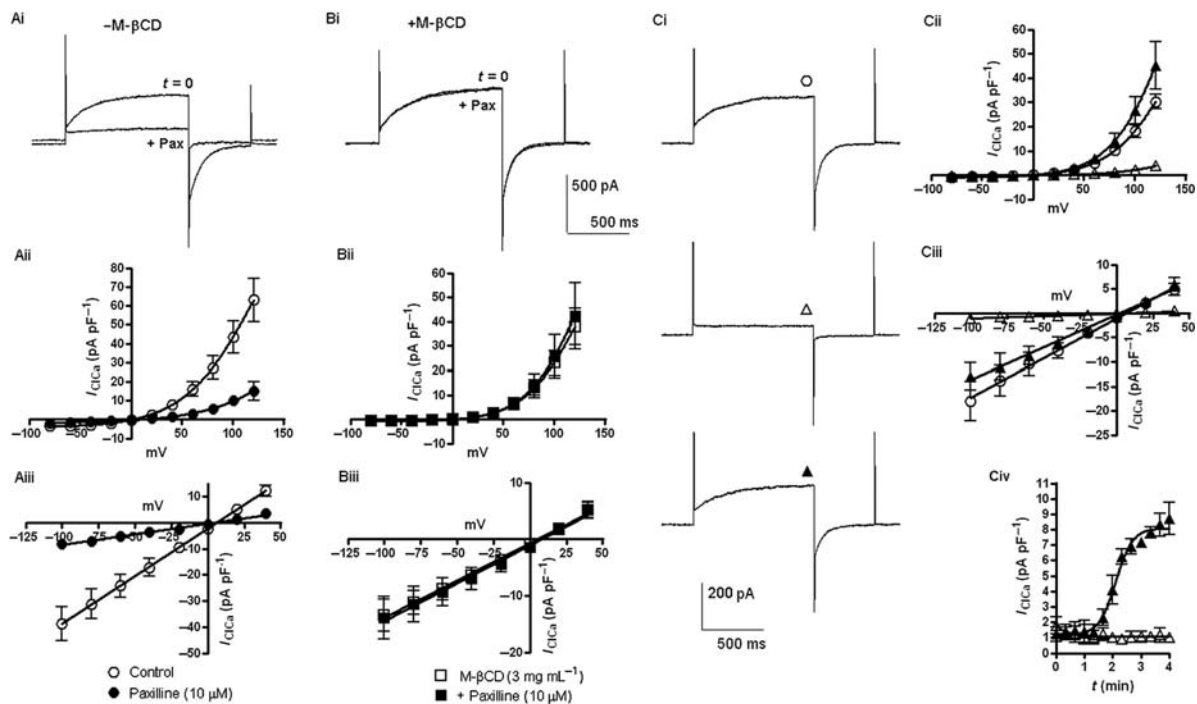 Ai
–M-βCD
t = 0
+ Pax
Bi
+M-βCD
t = 0
+ Pax
500 pA
500 ms
Ci
200 pA
500 ms
Cii
I_ClCa (pA pF⁻¹)
60
50
40
30
20
10
–10
–100
–50
0
50
100
150
mV
Aii
I_ClCa (pA pF⁻¹)
80
70
60
50
40
30
20
10
–10
–100
–50
0
50
100
150
mV
Bii
I_ClCa (pA pF⁻¹)
60
50
40
30
20
10
–10
–100
–50
0
50
100
150
mV
Ciii
10
5
–5
–10
–15
–20
–25
mV
–125
–100
–75
–50
–25
0
20
40
I_ClCa (pA pF⁻¹)
Aiii
10
0
–10
–20
–30
–40
–50
mV
–125
–100
–75
–50
–25
0
25
50
I_ClCa (pA pF⁻¹)
Biii
10
–10
–20
mV
–125
–100
–75
–50
–25
0
25
50
I_ClCa (pA pF⁻¹)
Civ
I_ClCa (pA pF⁻¹)
11
10
9
8
7
6
5
4
3
2
1
0
0
1
2
3
4
t (min)
Control
Paxilline (10 μM)
M-βCD (3 mg mL⁻¹)
+ Paxilline (10 μM)